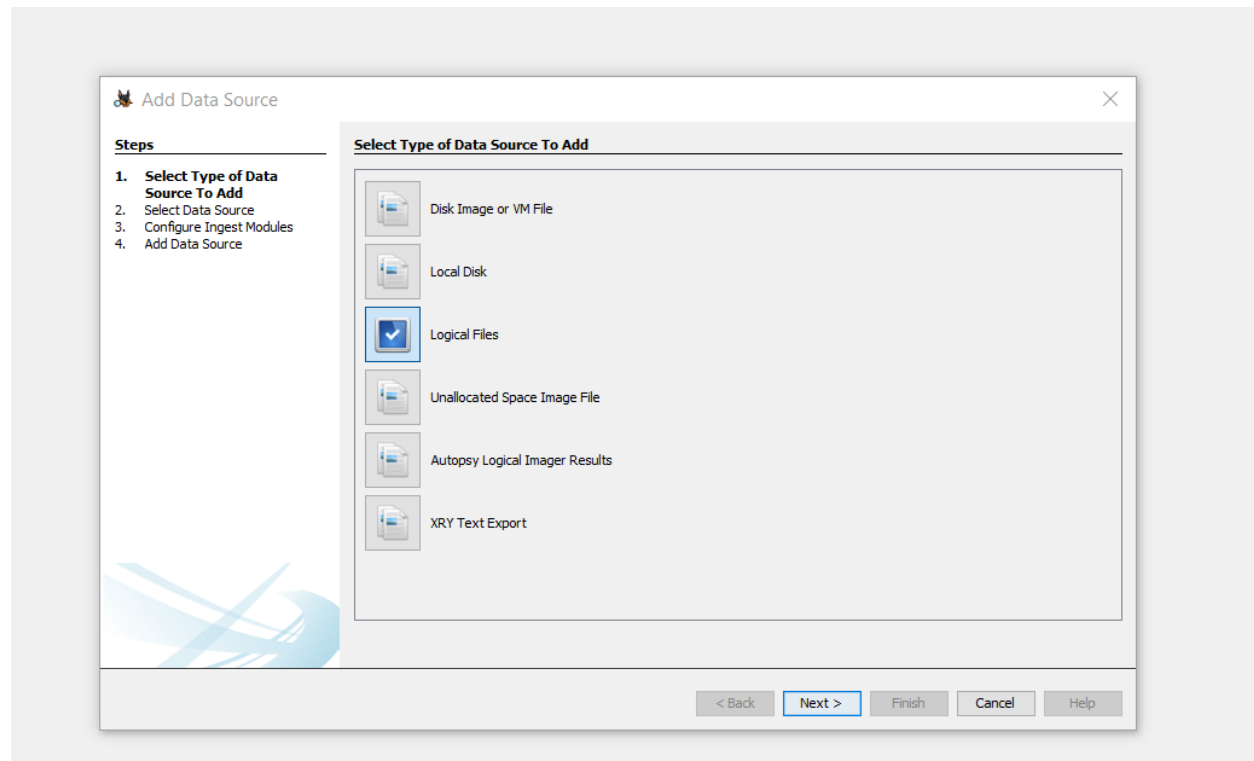 Add Data Source
Steps
1. Select Type of Data
Source To Add
2. Select Data Source
3. Configure Ingest Modules
4. Add Data Source
Select Type of Data Source To Add
Disk Image or VM File
Local Disk
Logical Files
Unallocated Space Image File
Autopsy Logical Imager Results
XRY Text Export
< Back
Next >
Finish
Cancel
Help